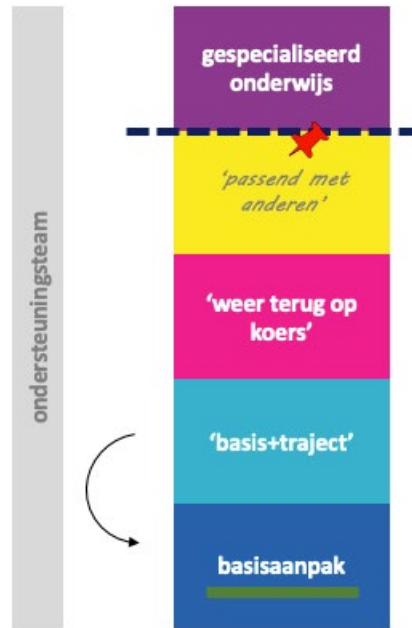 ondersteuningsteam
gespecialiseerd
onderwijs
‘passend met
anderen’
‘weer terug op
koers’
‘basis+traject’
basisaanpak